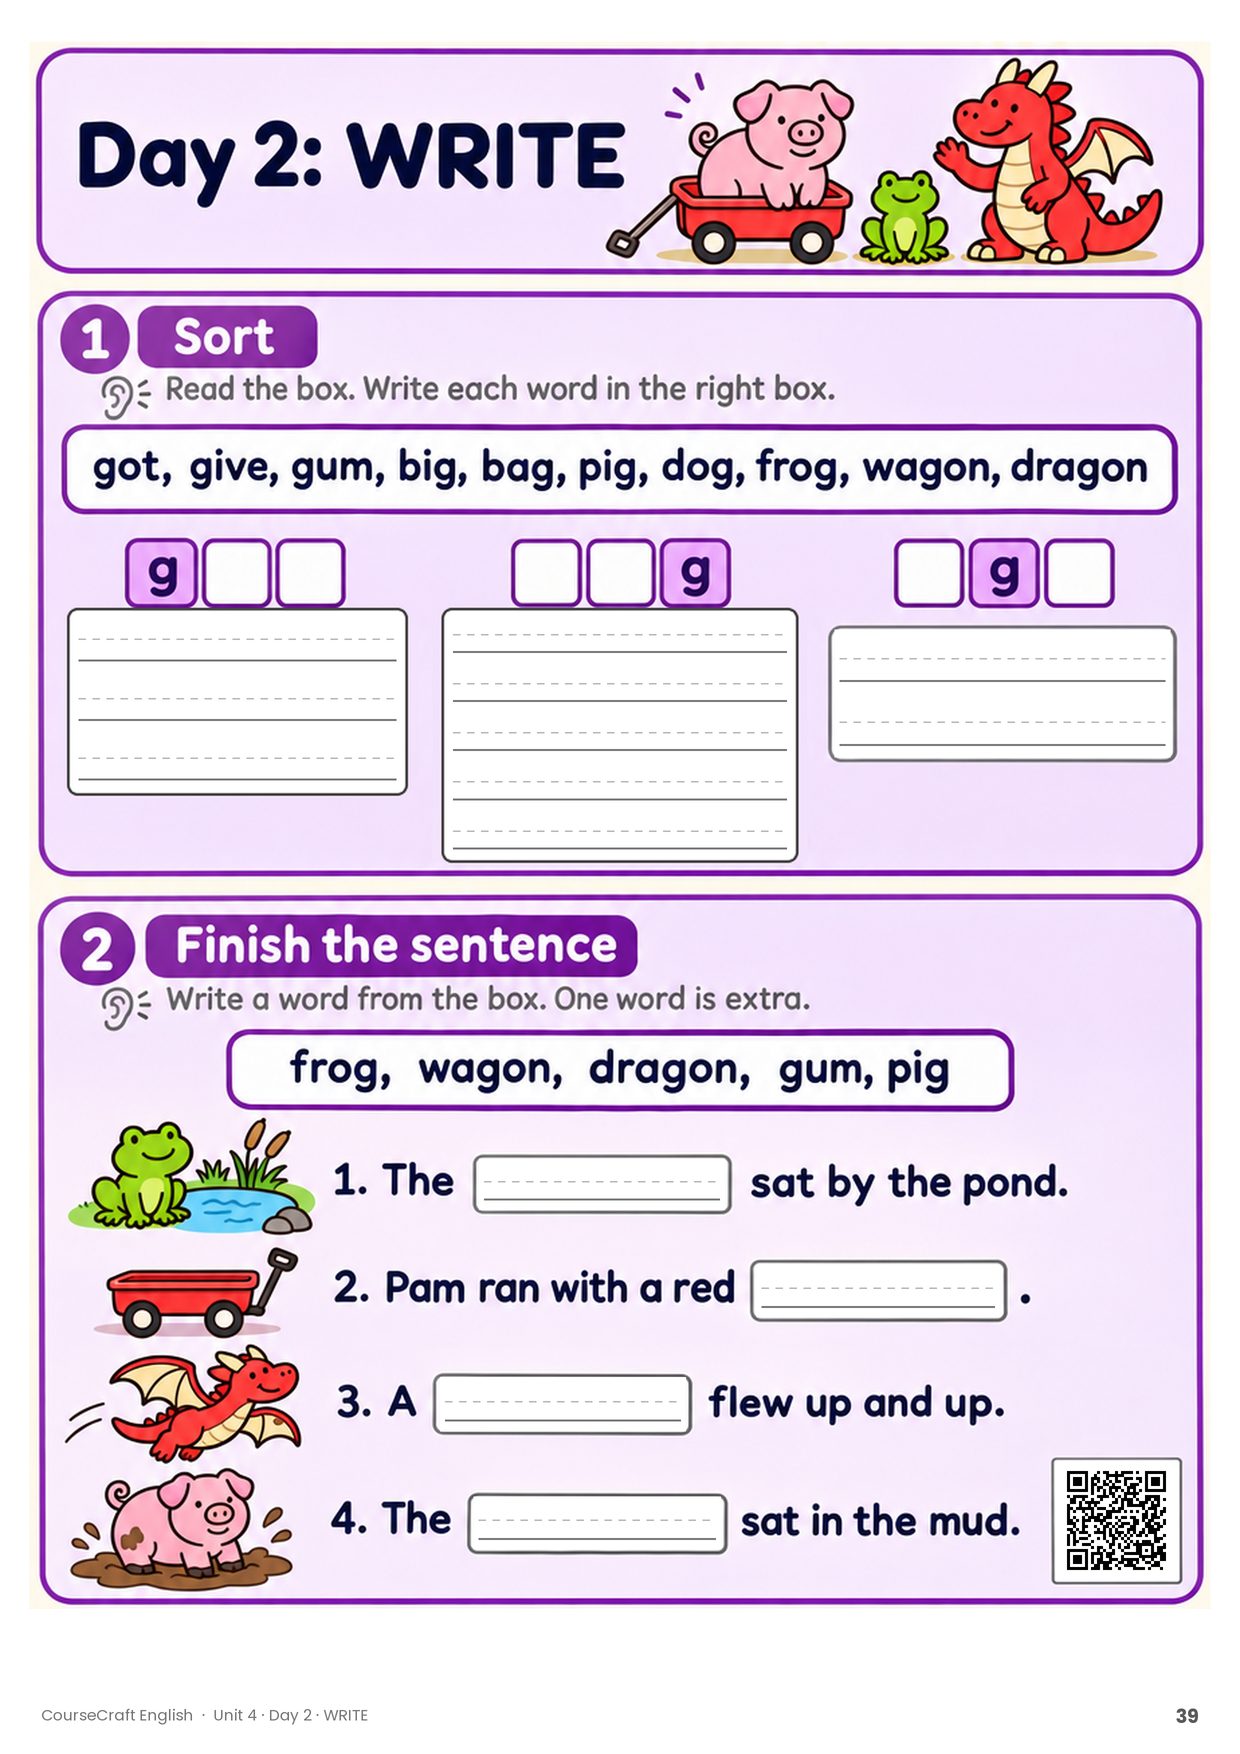 Day 2: WRITE
1 Sort
Read the box. Write each word in the right box.
got, give, gum, big, bag, pig, dog, frog, wagon, dragon
g g g
2 Finish the sentence
Write a word from the box. One word is extra.
frog, wagon, dragon, gum, pig
1. The sat by the pond.
2. Pam ran with a red .
3. A flew up and up.
4. The sat in the mud.
CourseCraft English · Unit 4 · Day 2 · WRITE 39